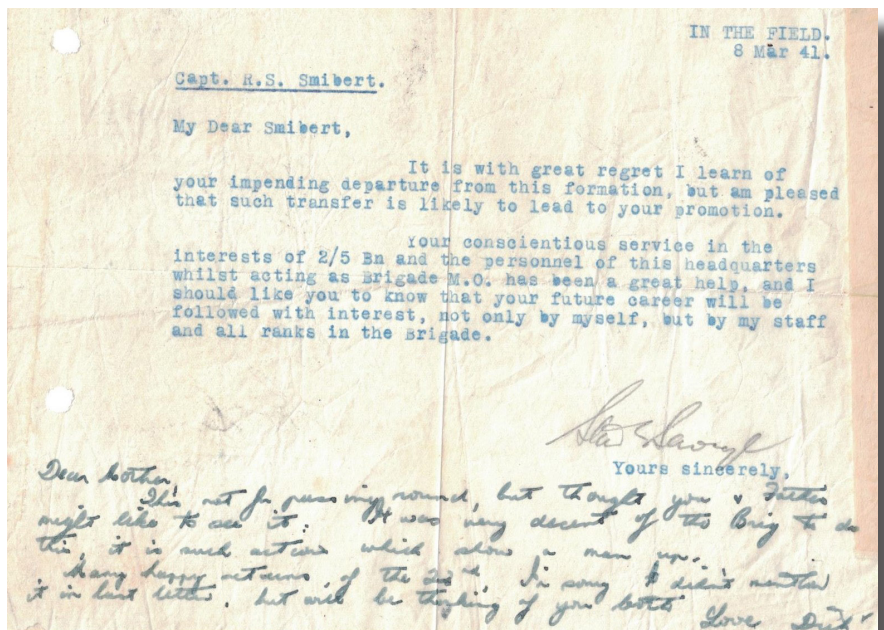 IN THE FIELD.
8 Mar 41.
Capt. R.S. Smibert.
My Dear Smibert,
It is with great regret I learn of
your impending departure from this formation, but am pleased
that such transfer is likely to lead to your promotion.
Your conscientious service in the
interests of 2/5 Bn and the personnel of this headquarters
whilst acting as Brigade M.O. has been a great help, and I
should like you to know that your future career will be
followed with interest, not only by myself, but by my staff
and all ranks in the Brigade.
Yours sincerely,
Dear Mother,
This not for passing round, but thought you & Father
might like to see it. It was very decent of the Brig to do
this, it is such actions which show a man up.
Many happy returns of the 22nd, I'm sorry I didn't mention
it in last letter, but will be thinking of you both
Love Dick